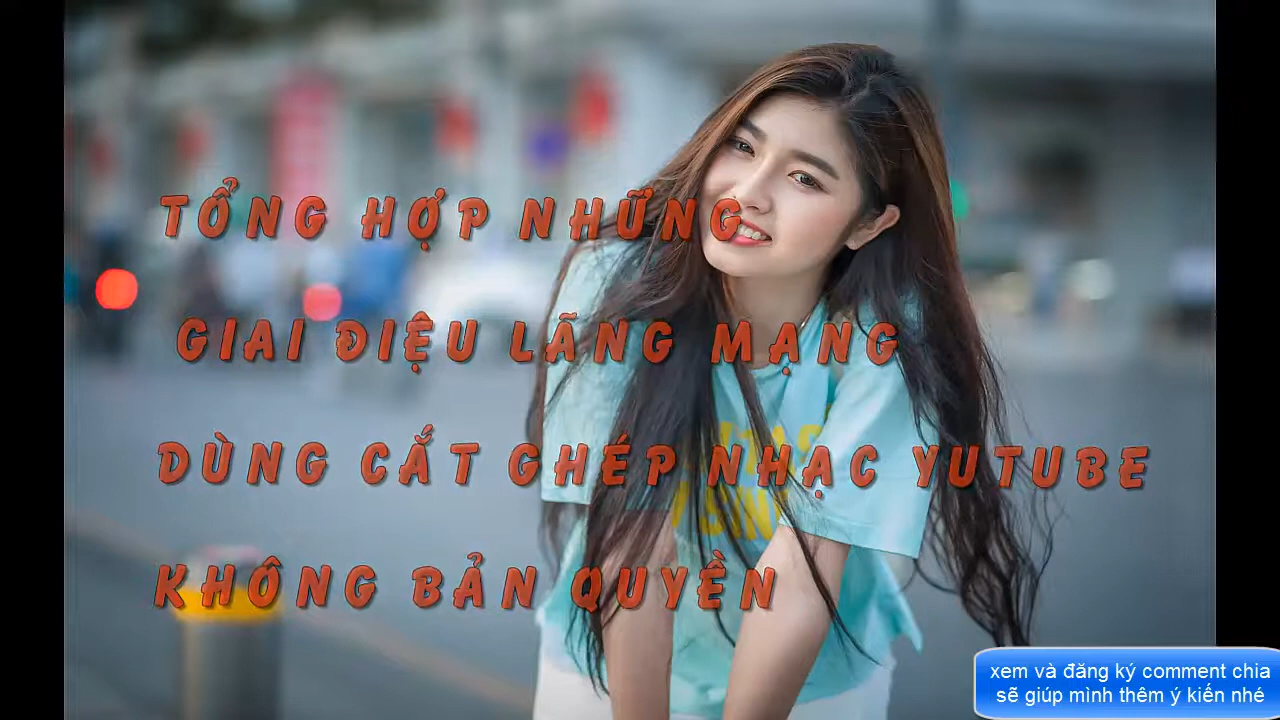 TỔNG HỢP NHỮNG
GIAI ĐIỆU LÃNG MẠNG
DÙNG CẮT GHÉP NHẠC YUTUBE
KHÔNG BẢN QUYỀN
xem và đăng ký comment chia
sẽ giúp mình thêm ý kiến nhé